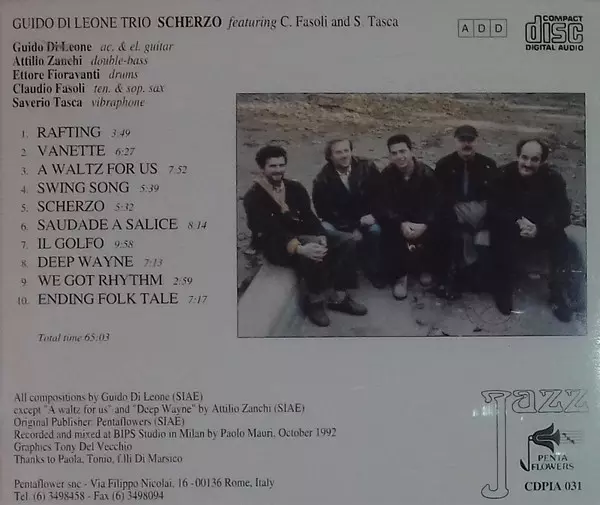 GUIDO DI LEONE TRIO SCHERZO featuring C. Fasoli and S. Tasca
ADD
COMPACT
disc
DIGITAL AUDIO
Guido Di Leone ac. & el. guitar
Attilio Zanchi double-bass
Ettore Fioravanti drums
Claudio Fasoli ten. & sop. sax
Saverio Tasca vibraphone
1. RAFTING 3:49
2. VANETTE 6:27
3. A WALTZ FOR US 7:52
4. SWING SONG 5:39
5. SCHERZO 5:32
6. SAUDADE A SALICE 8:14
7. IL GOLFO 9:58
8. DEEP WAYNE 7:13
9. WE GOT RHYTHM 2:59
10. ENDING FOLK TALE 7:17
Total time 65:03
All compositions by Guido Di Leone (SIAE)
except "A waltz for us" and "Deep Wayne" by Attilio Zanchi (SIAE)
Original Publisher: Pentaflowers (SIAE)
Recorded and mixed at BIPS Studio in Milan by Paolo Mauri, October 1992
Graphics Tony Del Vecchio
Thanks to Paola, Tonio, f.lli Di Marsico
Pentaflower snc - Via Filippo Nicolai, 16 - 00136 Rome, Italy
Tel. (6) 3498458 - Fax (6) 3498094
Jazz
PENTA
FLOWERS
CDPIA 031